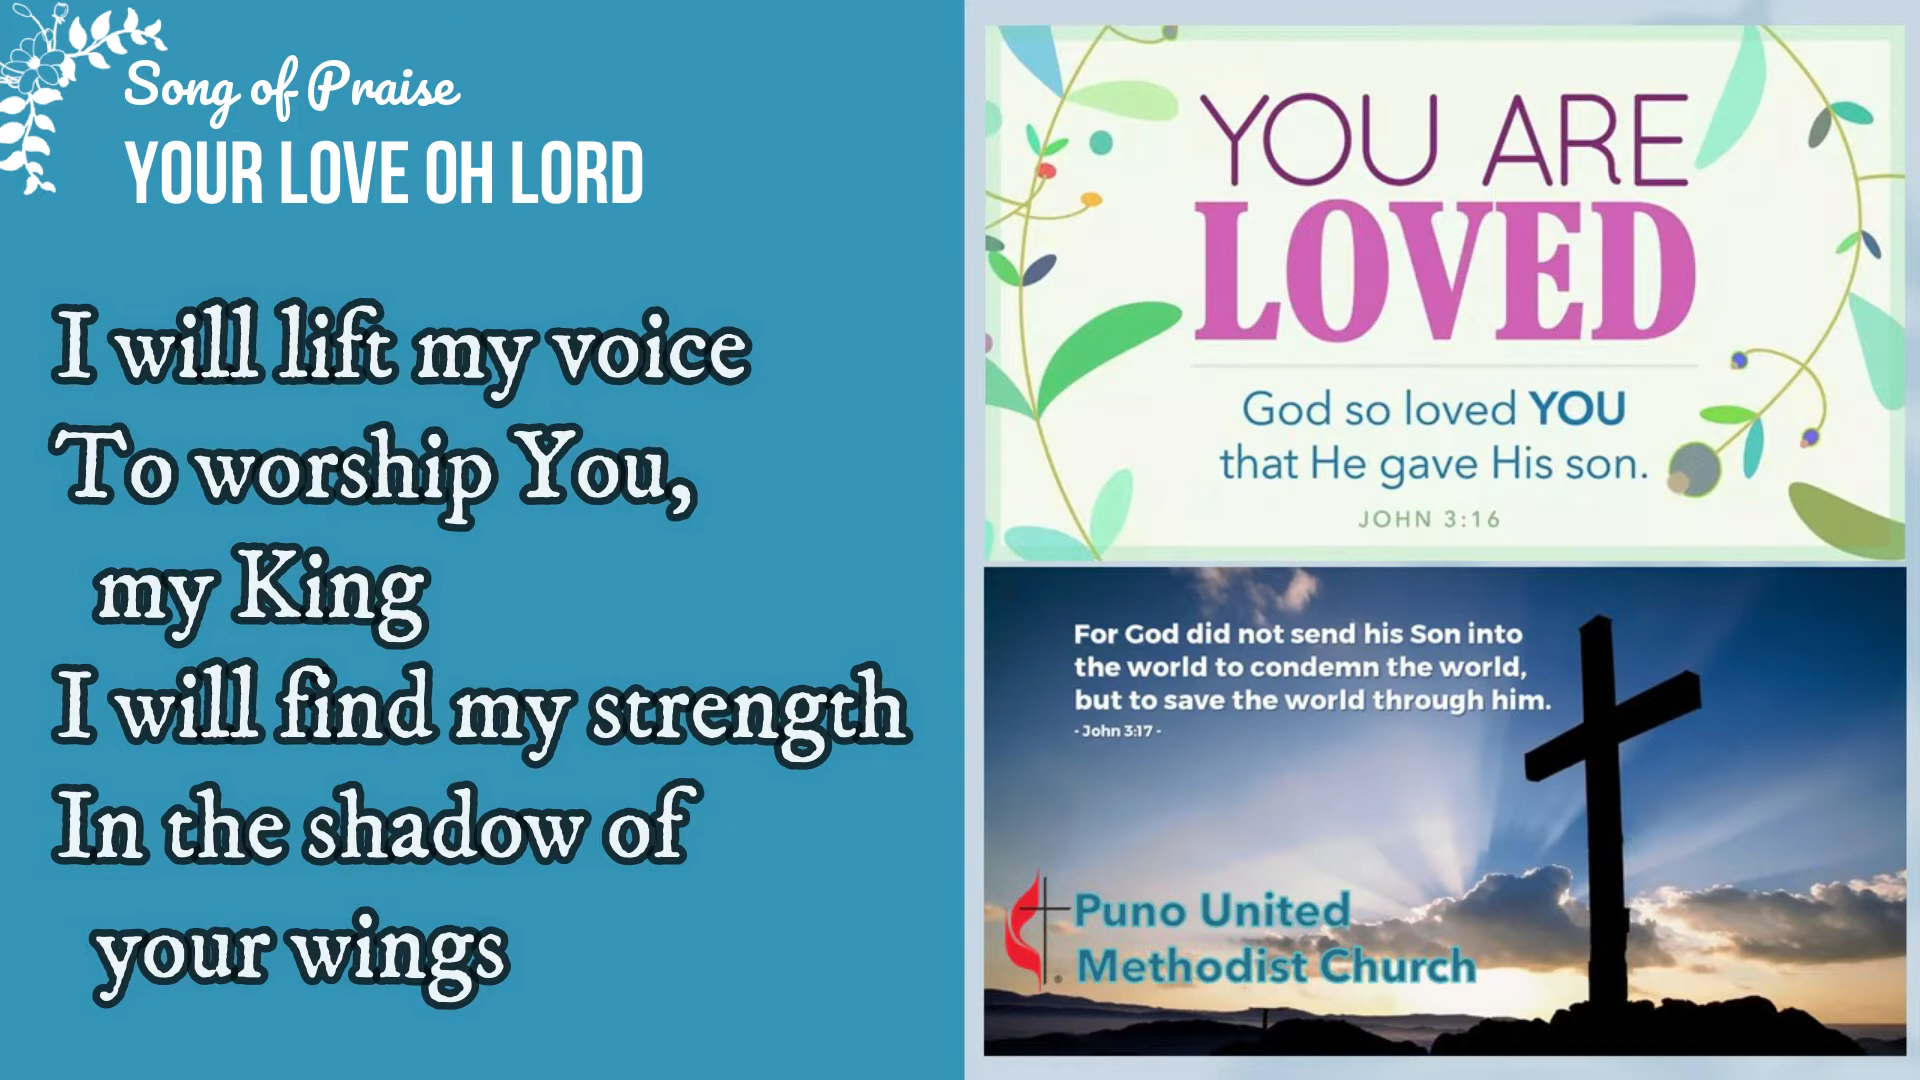 Song of Praise
YOUR LOVE OH LORD
I will lift my voice
To worship You,
my King
I will find my strength
In the shadow of
your wings
YOU ARE
LOVED
God so loved YOU
that He gave His son.
JOHN 3:16
For God did not send his Son into
the world to condemn the world,
but to save the world through him.
- John 3:17 -
Puno United
Methodist Church